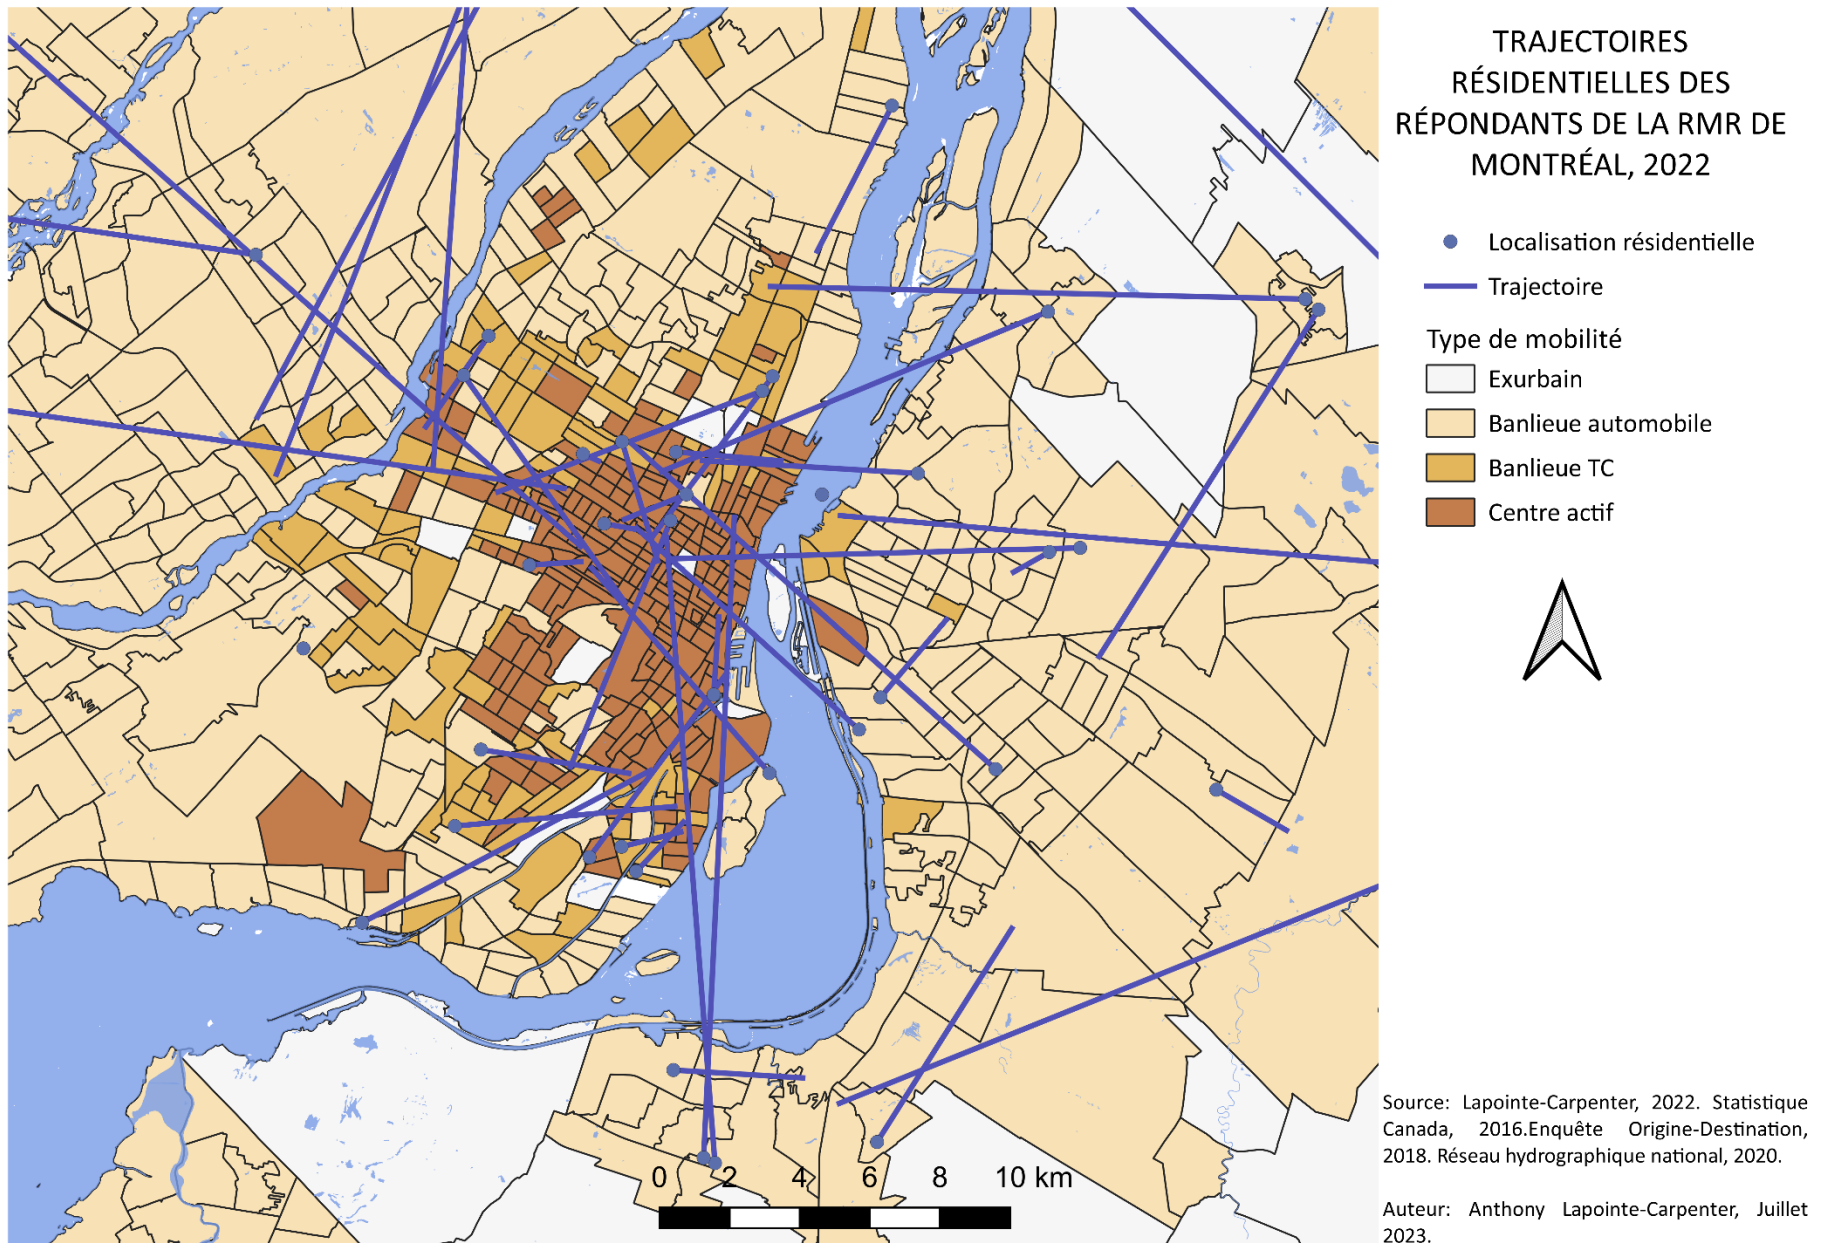 TRAJECTOIRES
RÉSIDENTIELLES DES
RÉPONDANTS DE LA RMR DE
MONTRÉAL, 2022
Localisation résidentielle
Trajectoire
Type de mobilité
Exurbain
Banlieue automobile
Banlieue TC
Centre actif
Source: Lapointe-Carpenter, 2022. Statistique
Canada, 2016.Enquête Origine-Destination,
2018. Réseau hydrographique national, 2020.
Auteur: Anthony Lapointe-Carpenter, Juillet
2023.
0 2 4 6 8 10 km